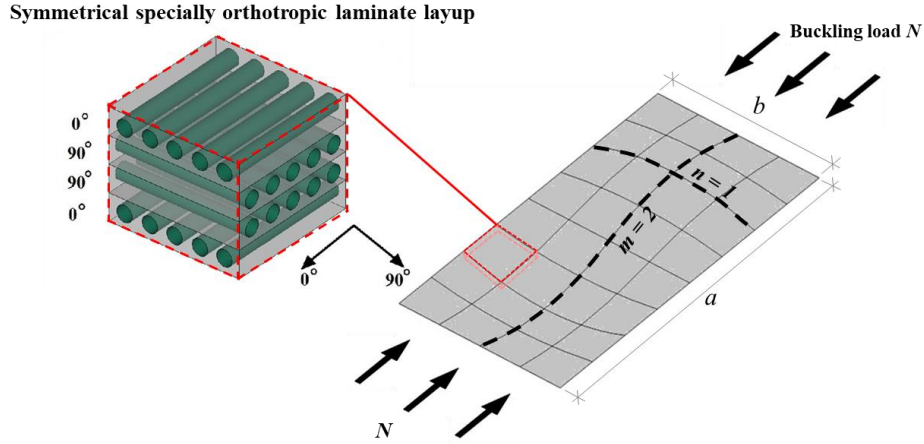 Symmetrical specially orthotropic laminate layup
Buckling load N
b
0°
90°
90°
0°
n = 1
m = 2
0°
90°
a
N